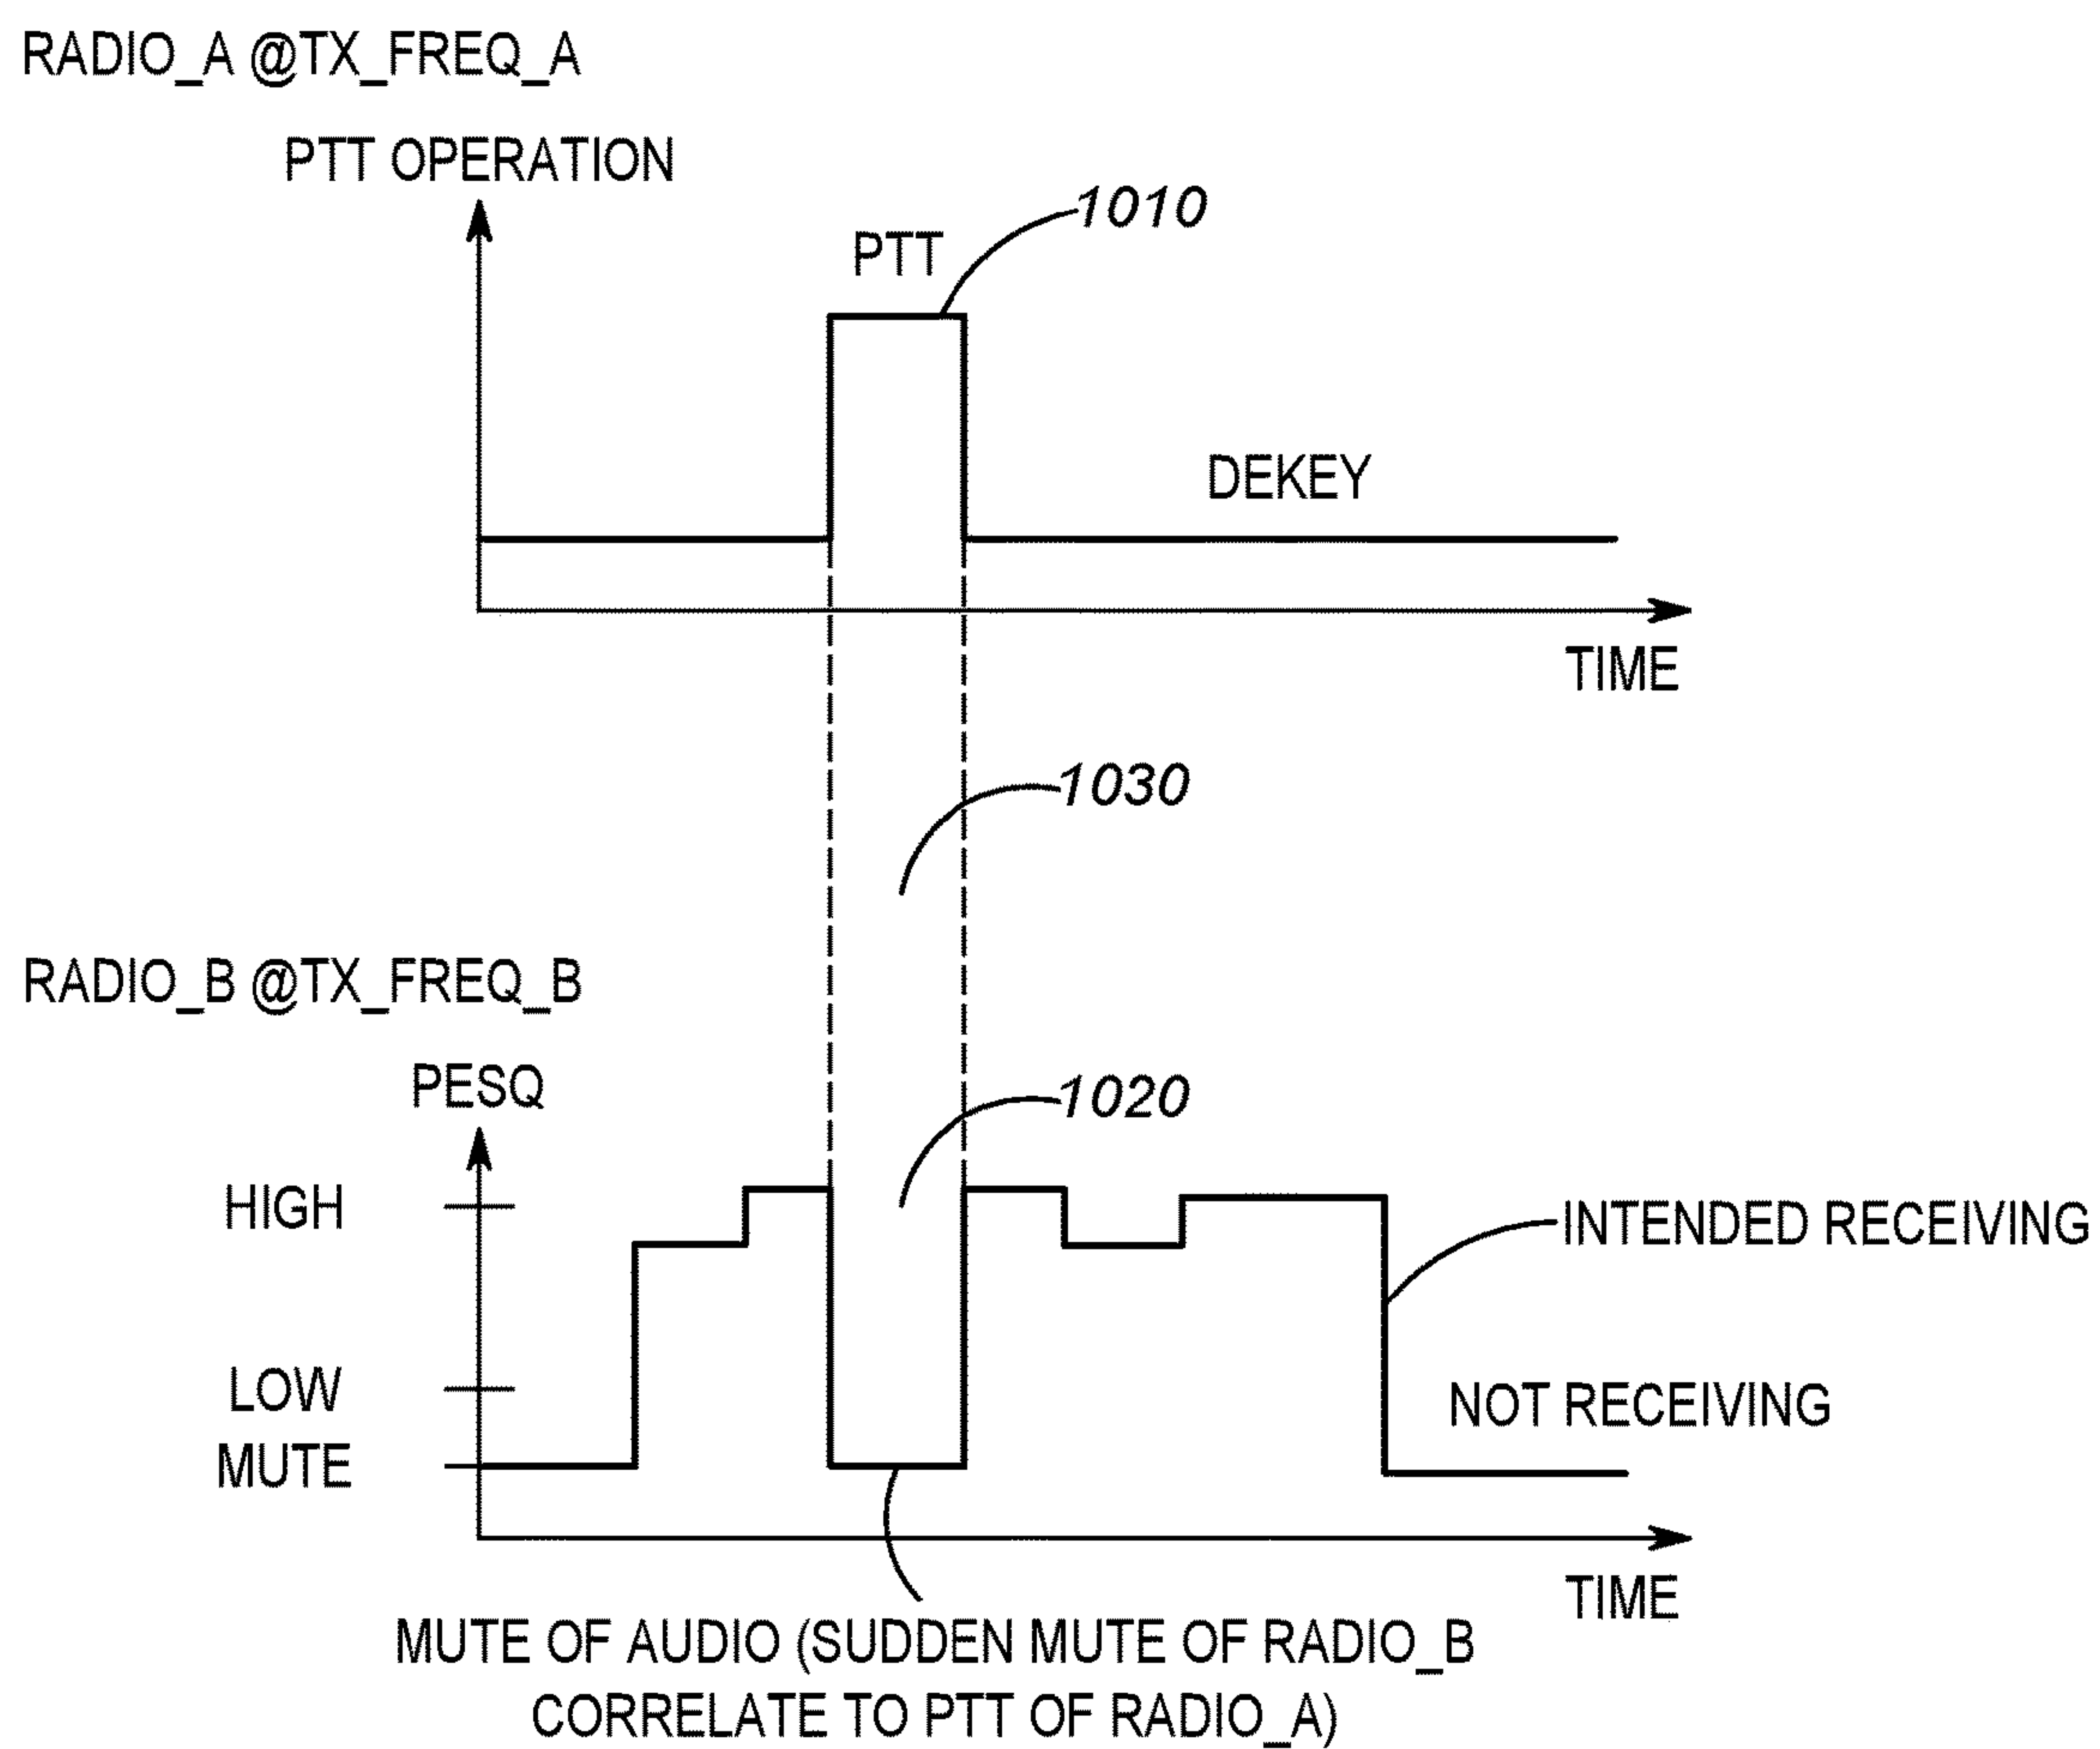 RADIO_A @TX_FREQ_A
PTT OPERATION
1010
PTT
DEKEY
TIME
1030
RADIO_B @TX_FREQ_B
PESQ
1020
HIGH
INTENDED RECEIVING
LOW
NOT RECEIVING
MUTE
TIME
MUTE OF AUDIO (SUDDEN MUTE OF RADIO_B
CORRELATE TO PTT OF RADIO_A)